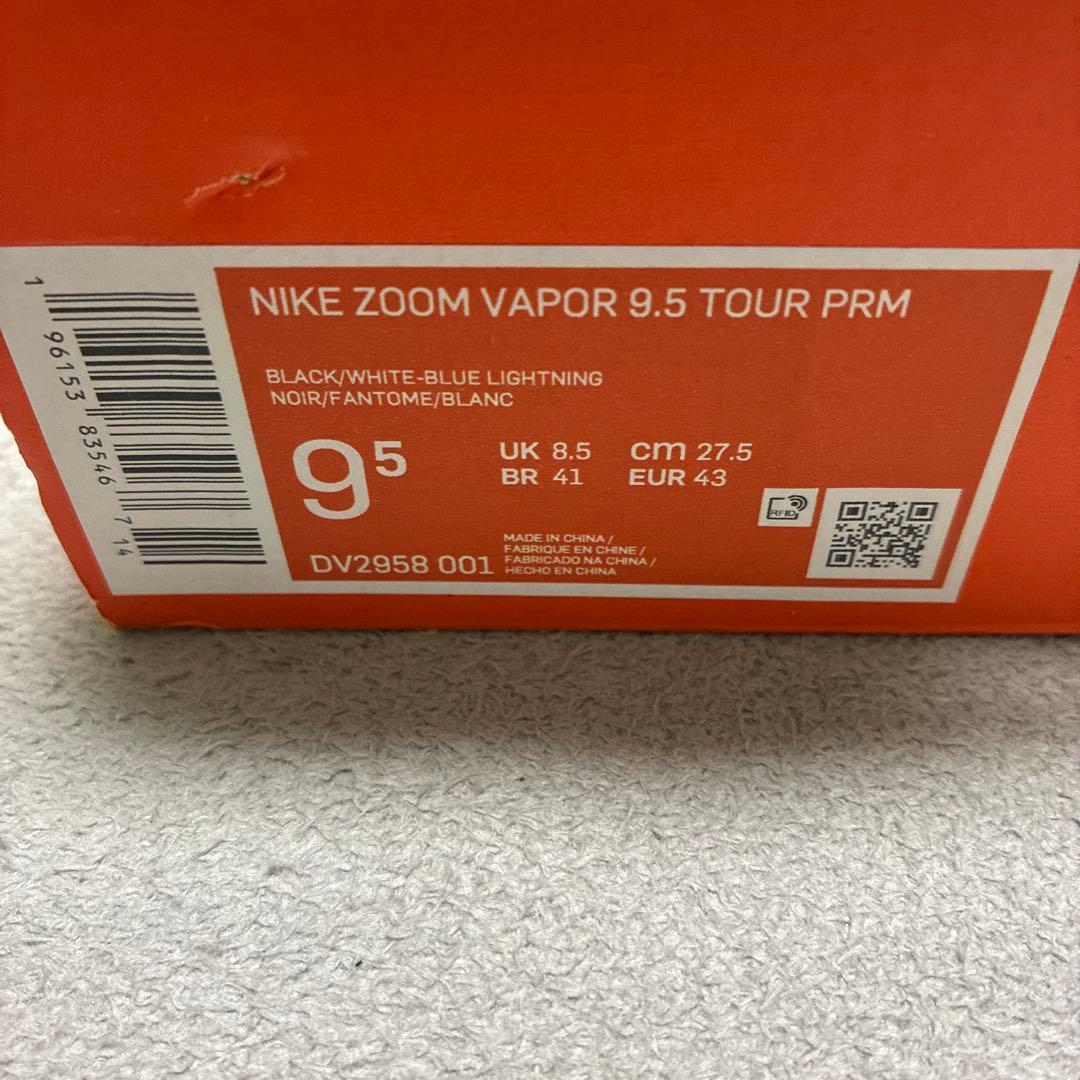 NIKE ZOOM VAPOR 9.5 TOUR PRM
BLACK/WHITE-BLUE LIGHTNING
NOIR/FANTOME/BLANC
9⁵
UK 8.5 cm 27.5
BR 41 EUR 43
RFID
DV2958 001
MADE IN CHINA /
FABRIQUE EN CHINE /
FABRICADO NA CHINA /
HECHO EN CHINA
1 96153 83546 7 14